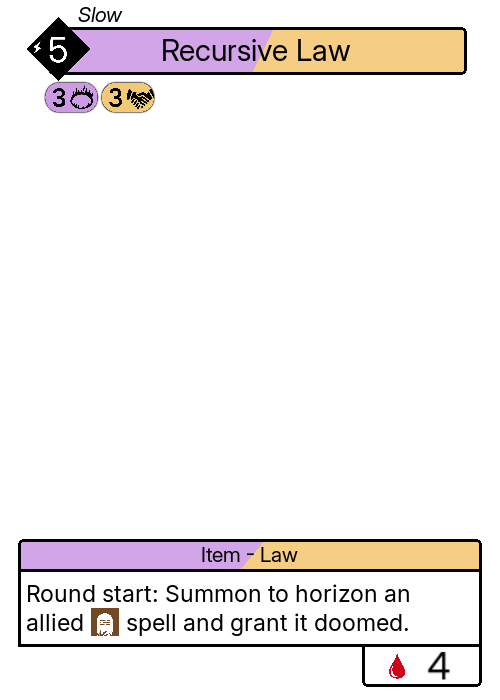 Slow
5 Recursive Law
3 3
Item - Law
Round start: Summon to horizon an
allied spell and grant it doomed.
4